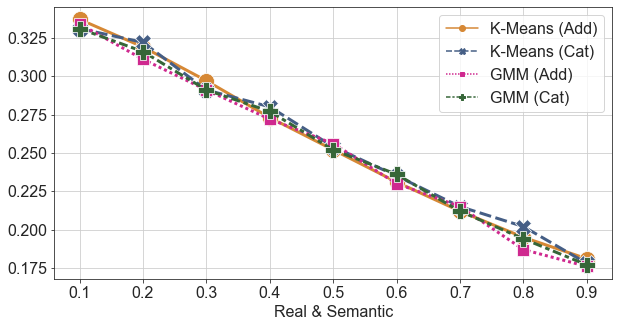 0.325
0.300
0.275
0.250
0.225
0.200
0.175
K-Means (Add)
K-Means (Cat)
GMM (Add)
GMM (Cat)
0.1 0.2 0.3 0.4 0.5 0.6 0.7 0.8 0.9
Real & Semantic